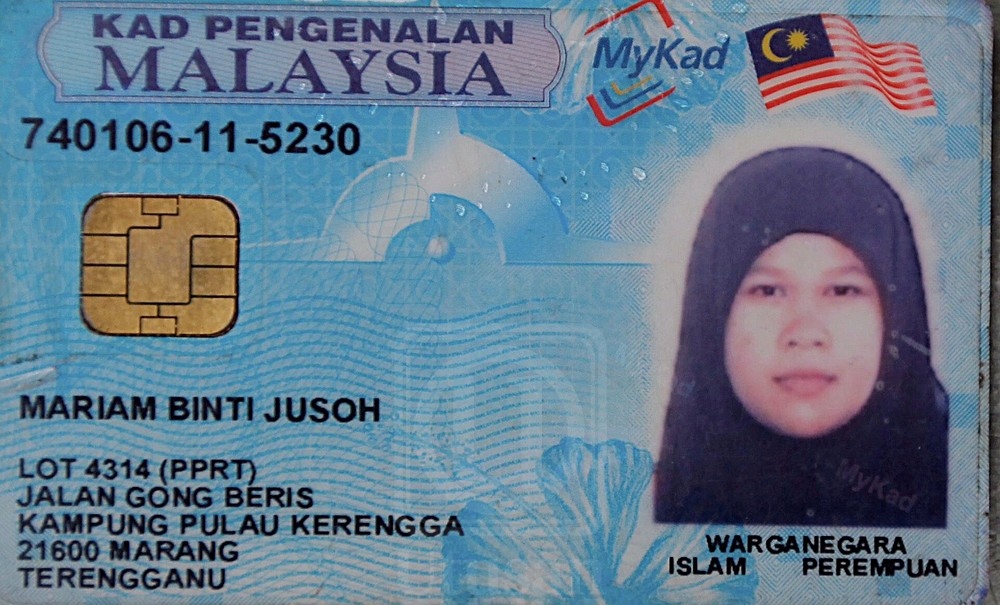 KAD PENGENALAN
MALAYSIA
MyKad
740106-11-5230
MARIAM BINTI JUSOH
LOT 4314 (PPRT)
JALAN GONG BERIS
KAMPUNG PULAU KERENGGA
21600 MARANG
TERENGGANU
MyKad
WARGANEGARA
ISLAM PEREMPUAN